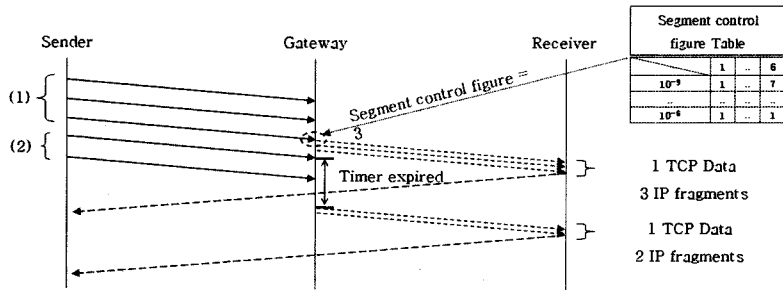 Segment control
figure Table
1 .. 6
10⁻⁹ 1 .. 7
.. .. .. ..
10⁻⁶ 1 .. 1
Sender
Gateway
Receiver
(1)
(2)
Segment control figure =
3
Timer expired
1 TCP Data
3 IP fragments
1 TCP Data
2 IP fragments